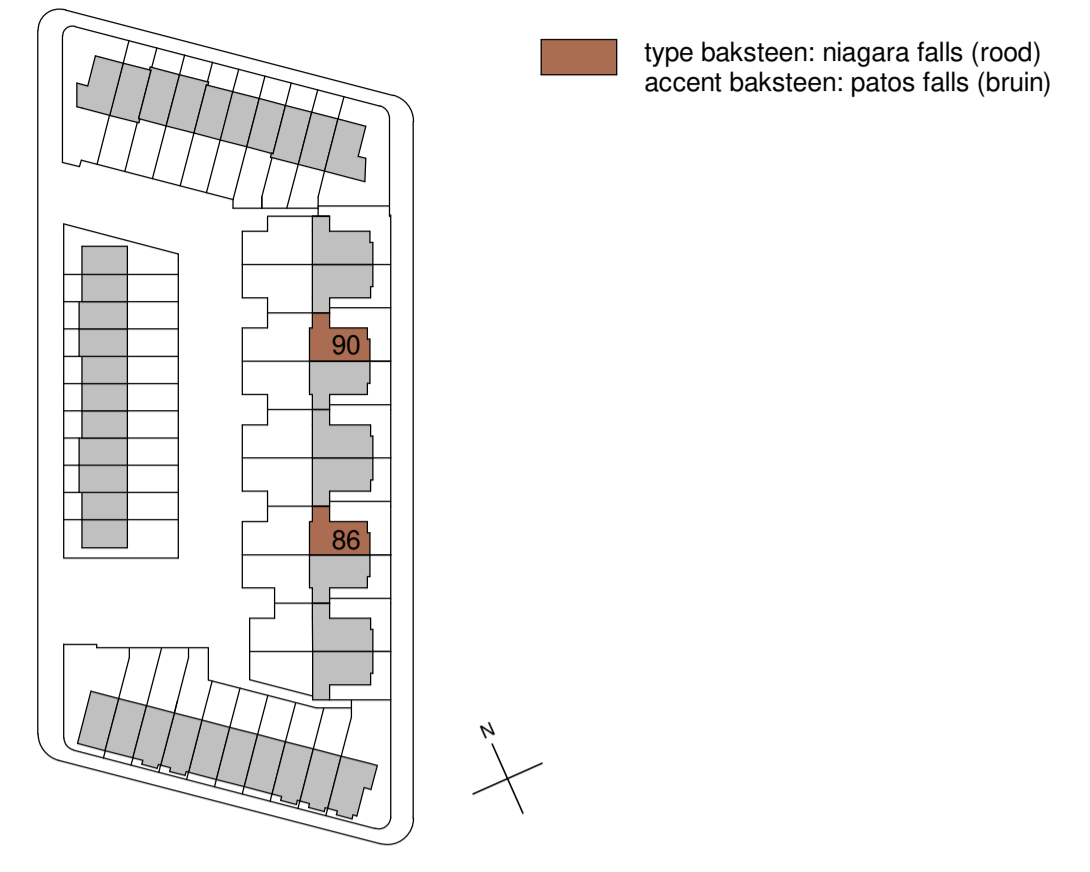 type baksteen: niagara falls (rood)
accent baksteen: patos falls (bruin)
90
86
N